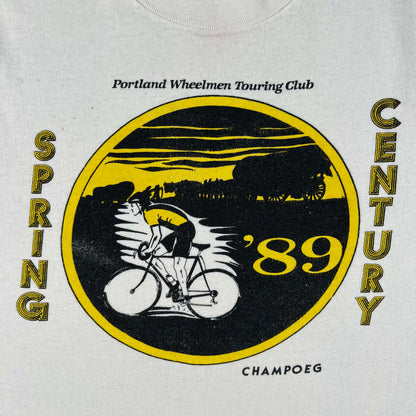 Portland Wheelmen Touring Club
SPRING
CENTURY
'89
CHAMPOEG